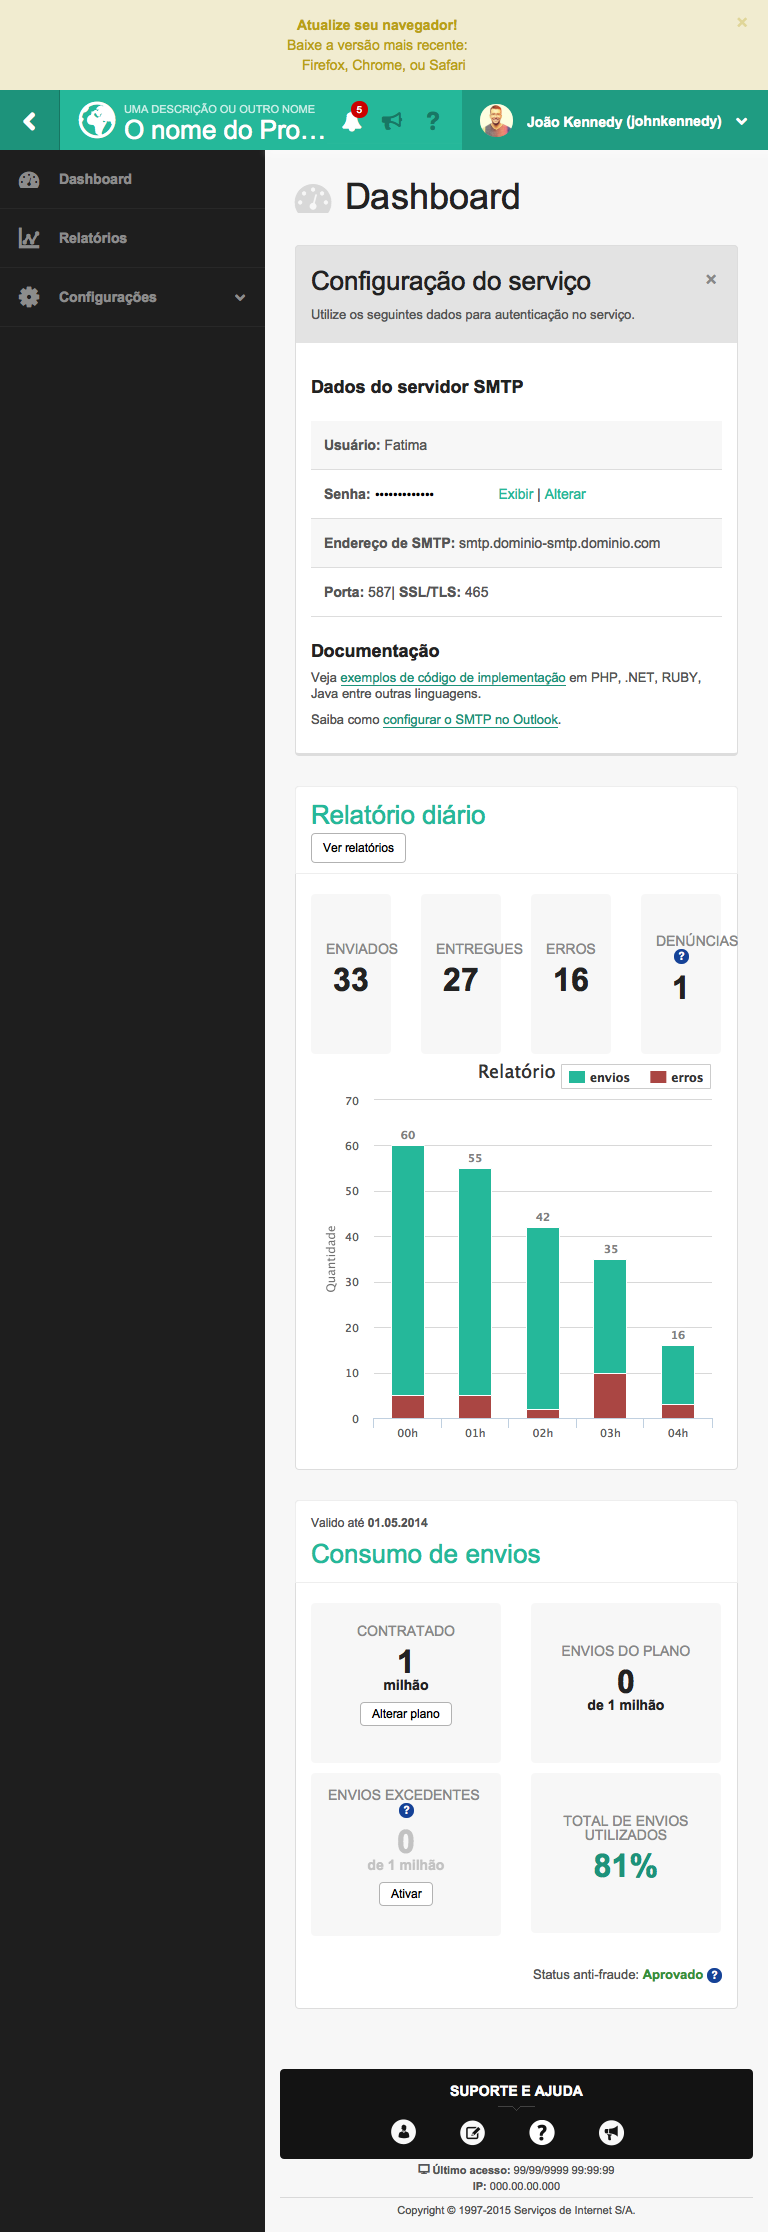 Atualize seu navegador!
×
Baixe a versão mais recente:
Firefox, Chrome, ou Safari
UMA DESCRIÇÃO OU OUTRO NOME
O nome do Pro...
5
?
João Kennedy (johnkennedy)
Dashboard
Relatórios
Configurações
Dashboard
Configuração do serviço
×
Utilize os seguintes dados para autenticação no serviço.
Dados do servidor SMTP
Usuário: Fatima
Senha: ••••••••••••• Exibir | Alterar
Endereço de SMTP: smtp.dominio-smtp.dominio.com
Porta: 587| SSL/TLS: 465
Documentação
Veja exemplos de código de implementação em PHP, .NET, RUBY,
Java entre outras linguagens.
Saiba como configurar o SMTP no Outlook.
Relatório diário
Ver relatórios
ENVIADOS
33
ENTREGUES
27
ERROS
16
DENÚNCIAS
?
1
Relatório
envios erros
Quantidade
70
60
50
40
30
20
10
0
60
55
42
35
16
00h 01h 02h 03h 04h
Valido até 01.05.2014
Consumo de envios
CONTRATADO
1
milhão
Alterar plano
ENVIOS DO PLANO
0
de 1 milhão
ENVIOS EXCEDENTES
?
0
de 1 milhão
Ativar
TOTAL DE ENVIOS
UTILIZADOS
81%
Status anti-fraude: Aprovado ?
SUPORTE E AJUDA
?
Último acesso: 99/99/9999 99:99:99
IP: 000.00.00.000
Copyright © 1997-2015 Serviços de Internet S/A.